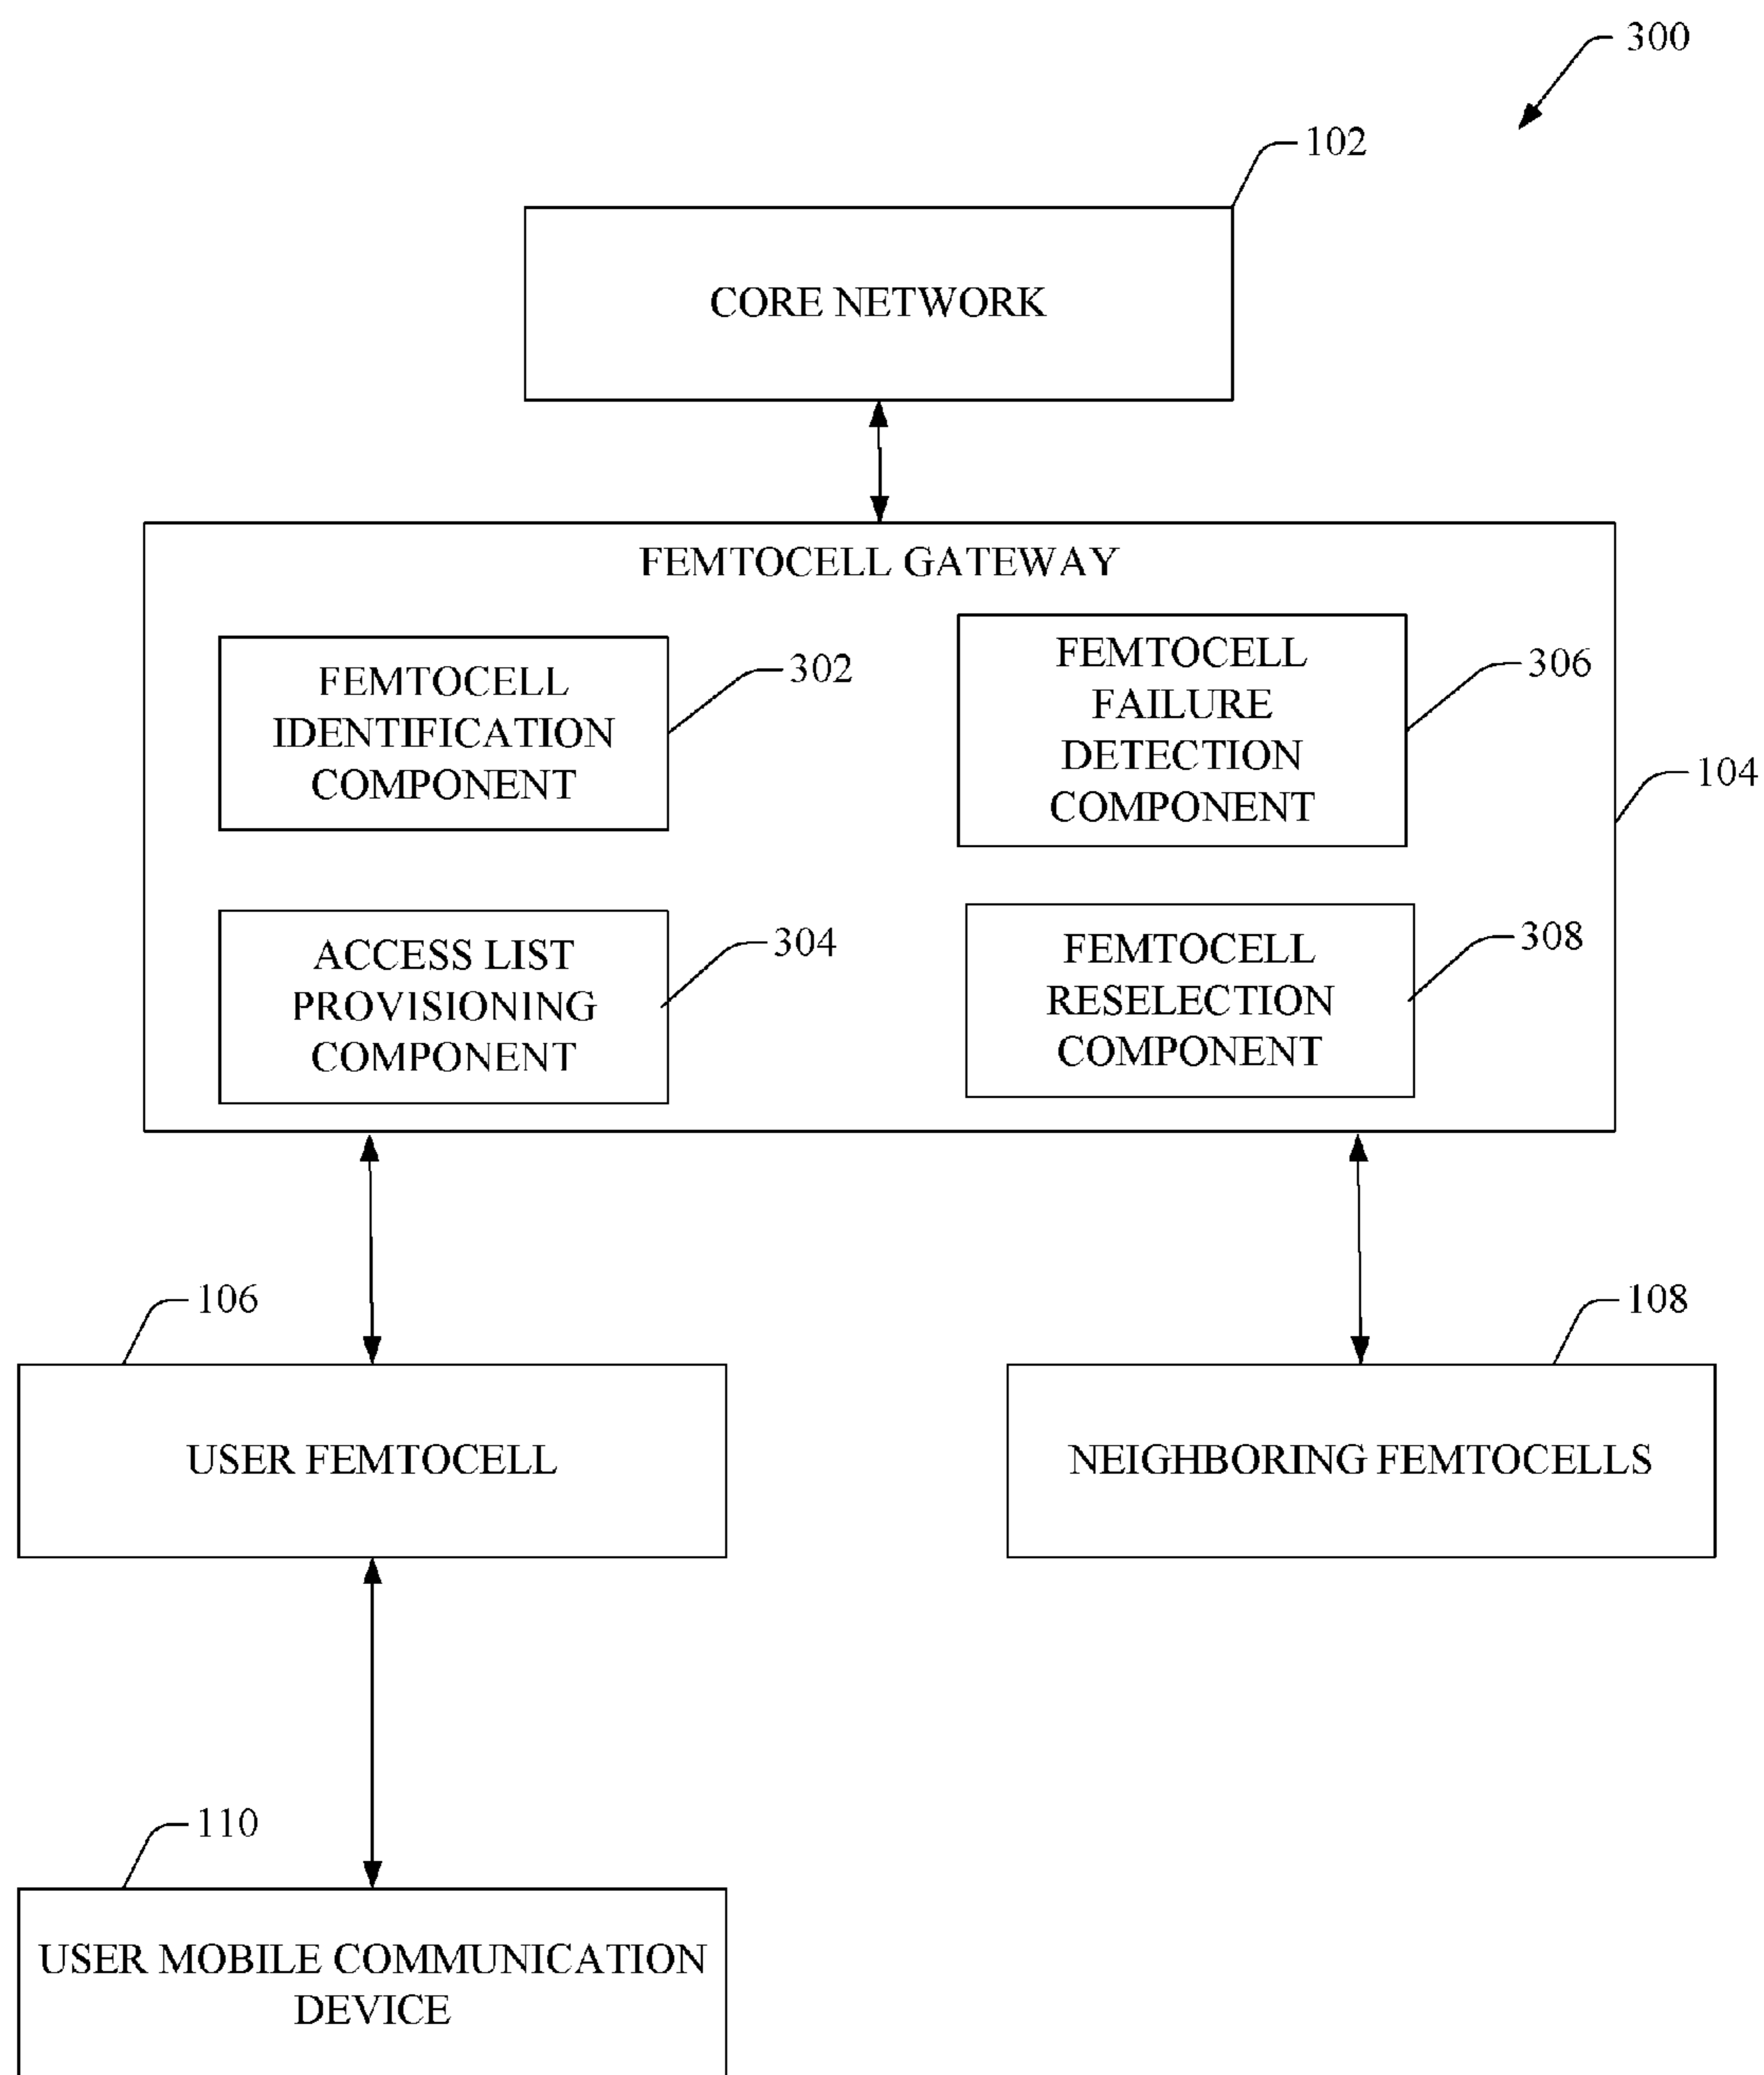 300
102
CORE NETWORK
FEMTOCELL GATEWAY
FEMTOCELL
IDENTIFICATION
COMPONENT
302
FEMTOCELL
FAILURE
DETECTION
COMPONENT
306
104
ACCESS LIST
PROVISIONING
COMPONENT
304
FEMTOCELL
RESELECTION
COMPONENT
308
106
108
USER FEMTOCELL
NEIGHBORING FEMTOCELLS
110
USER MOBILE COMMUNICATION
DEVICE